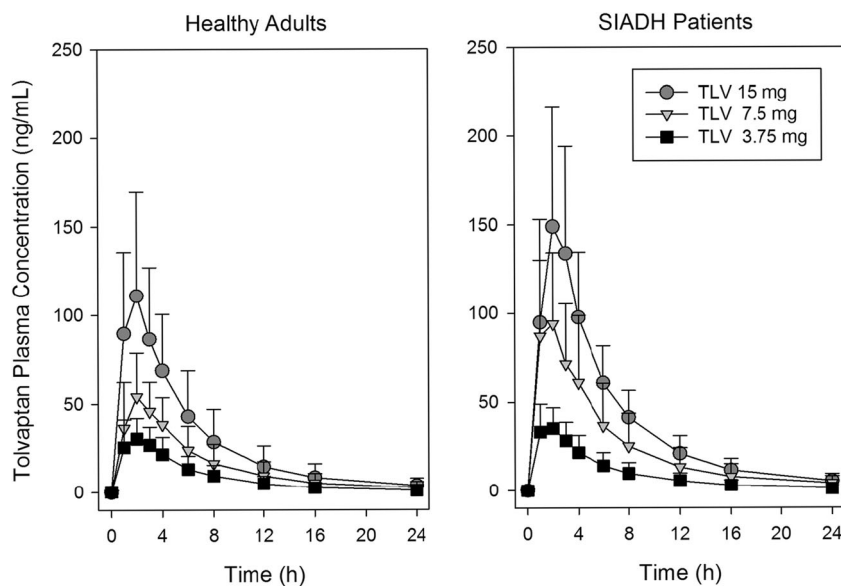 Healthy Adults
SIADH Patients
Tolvaptan Plasma Concentration (ng/mL)
250
200
150
100
50
0
0 4 8 12 16 20 24
Time (h)
250
200
150
100
50
0
TLV 15 mg
TLV 7.5 mg
TLV 3.75 mg
0 4 8 12 16 20 24
Time (h)